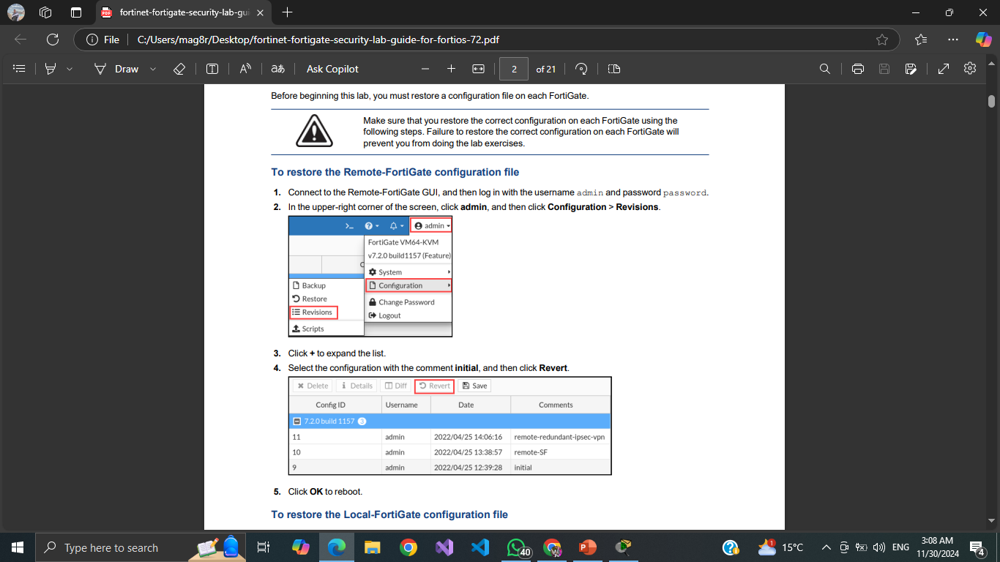 fortinet-fortigate-security-lab-gui
File
C:/Users/mag8r/Desktop/fortinet-fortigate-security-lab-guide-for-fortios-72.pdf
Draw
Ask Copilot
2 of 21
Before beginning this lab, you must restore a configuration file on each FortiGate.
Make sure that you restore the correct configuration on each FortiGate using the
following steps. Failure to restore the correct configuration on each FortiGate will
prevent you from doing the lab exercises.
To restore the Remote-FortiGate configuration file
1. Connect to the Remote-FortiGate GUI, and then log in with the username admin and password password.
2. In the upper-right corner of the screen, click admin, and then click Configuration > Revisions.
admin
FortiGate VM64-KVM
v7.2.0 build1157 (Feature)
System
Configuration
Change Password
Logout
Backup
Restore
Revisions
Scripts
3. Click + to expand the list.
4. Select the configuration with the comment initial, and then click Revert.
Delete Details Diff Revert Save
Config ID Username Date Comments
7.2.0 build 1157 3
11 admin 2022/04/25 14:06:16 remote-redundant-ipsec-vpn
10 admin 2022/04/25 13:38:57 remote-SF
9 admin 2022/04/25 12:39:28 initial
5. Click OK to reboot.
To restore the Local-FortiGate configuration file
Type here to search
40
1
15°C
ENG
3:08 AM
11/30/2024
4